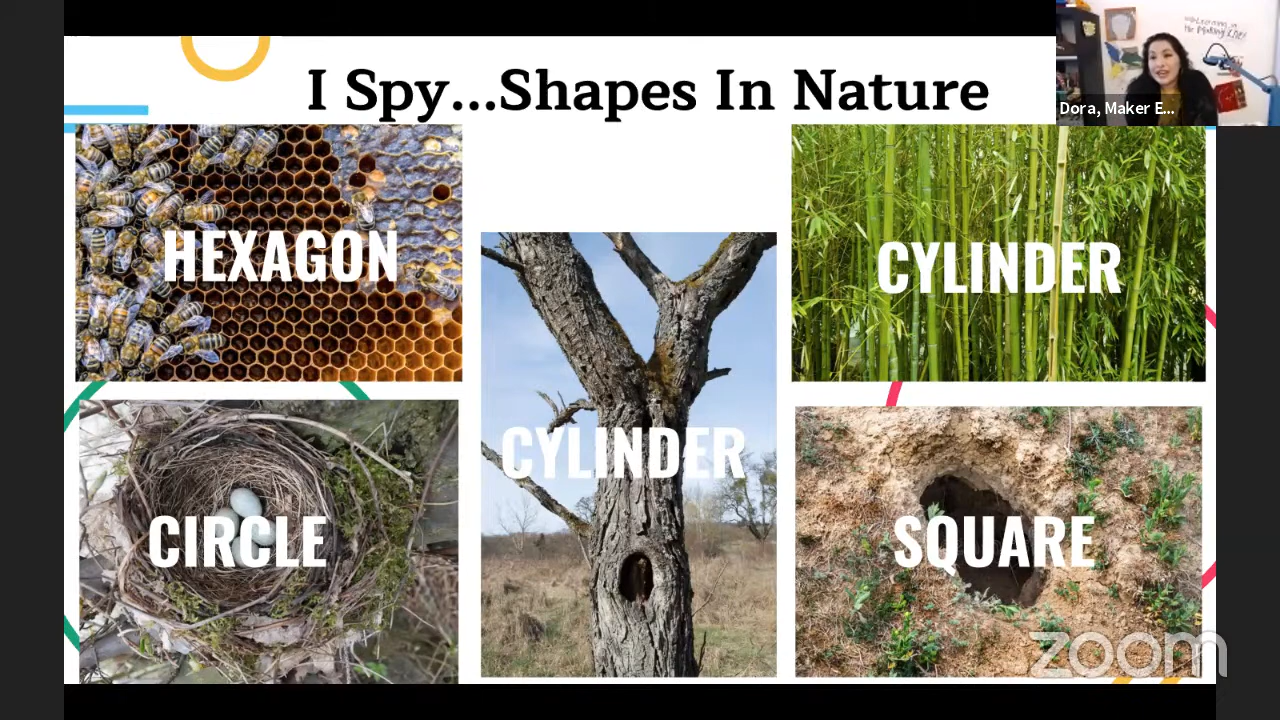 I Spy...Shapes In Nature
Dora, Maker E...
HEXAGON
CYLINDER
CYLINDER
CIRCLE
SQUARE
zoom